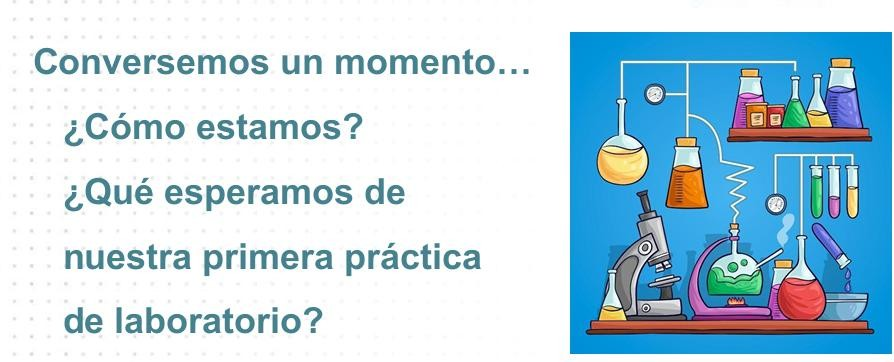 Conversemos un momento…
¿Cómo estamos?
¿Qué esperamos de
nuestra primera práctica
de laboratorio?